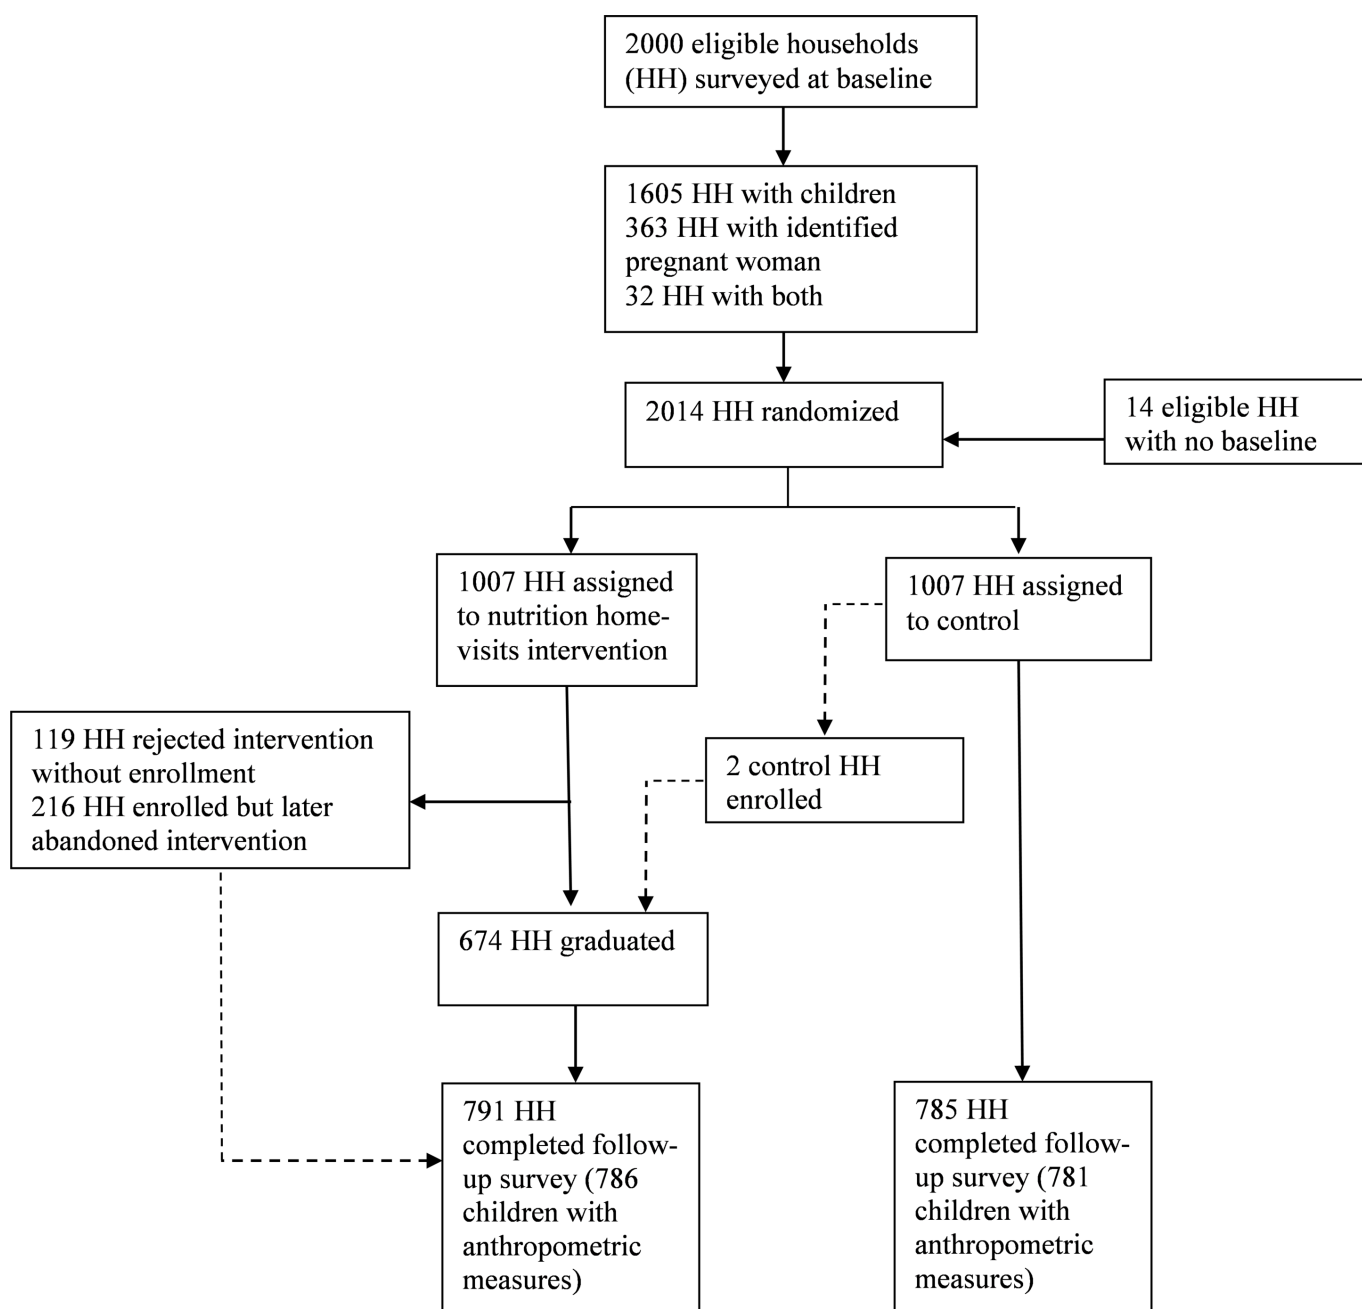 2000 eligible households
(HH) surveyed at baseline
1605 HH with children
363 HH with identified
pregnant woman
32 HH with both
2014 HH randomized
14 eligible HH
with no baseline
1007 HH assigned
to nutrition home-
visits intervention
1007 HH assigned
to control
119 HH rejected intervention
without enrollment
216 HH enrolled but later
abandoned intervention
2 control HH
enrolled
674 HH graduated
791 HH
completed follow-
up survey (786
children with
anthropometric
measures)
785 HH
completed follow-
up survey (781
children with
anthropometric
measures)